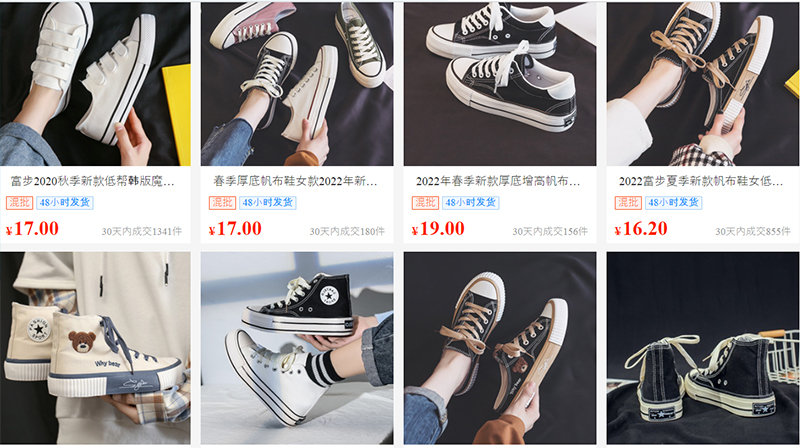 富步2020秋季新款低帮韩版魔...
混批 48小时发货
¥17.00 30天内成交1341件
春季厚底帆布鞋女款2022年新...
混批 48小时发货
¥17.00 30天内成交180件
2022年春季新款厚底增高帆布...
混批 48小时发货
¥19.00 30天内成交156件
2022富步夏季新款帆布鞋女低...
混批 48小时发货
¥16.20 30天内成交855件
FASHION
SPORT
Why bear
Why bear